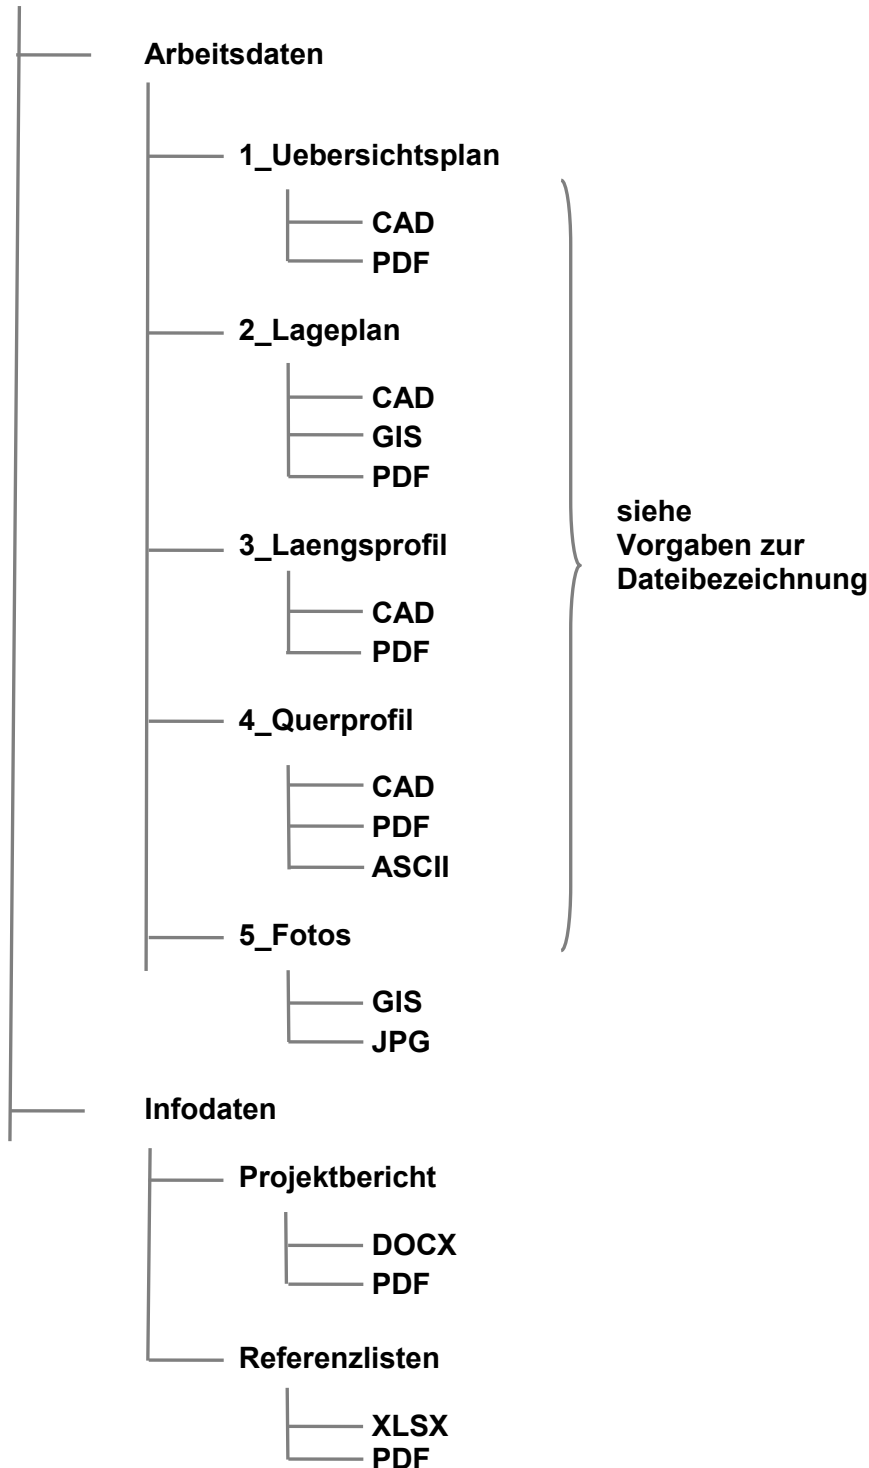 Arbeitsdaten
1_Uebersichtsplan
CAD
PDF
2_Lageplan
CAD
GIS
PDF
siehe
Vorgaben zur
Dateibezeichnung
3_Laengsprofil
CAD
PDF
4_Querprofil
CAD
PDF
ASCII
5_Fotos
GIS
JPG
Infodaten
Projektbericht
DOCX
PDF
Referenzlisten
XLSX
PDF